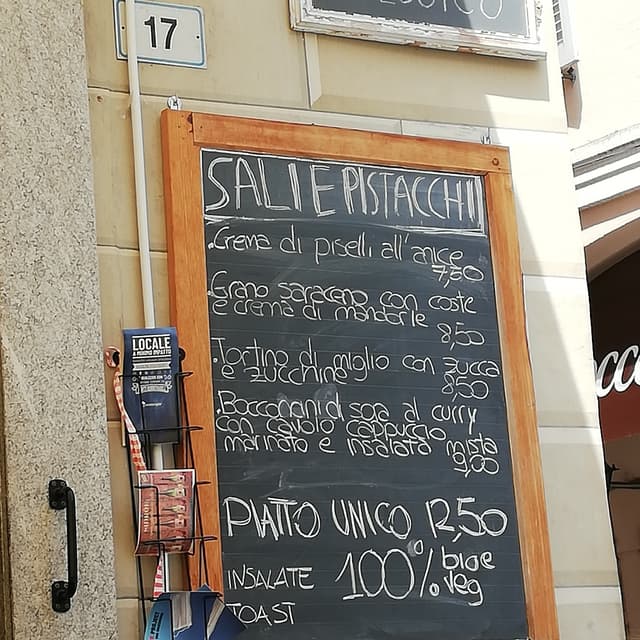 17
SALI E PISTACCHI
.Crema di piselli all'anice
7,50
.Grano saraceno con coste
e crema di mandorle
8,50
.Tortino di miglio con zucca
e zucchine
8,50
.Bocconcini di soia al curry
con cavolo cappuccio
marinato e insalata mista
9,00
PIATTO UNICO 12,50
INSALATE 100% bio e
veg
TOAST
LOCALE